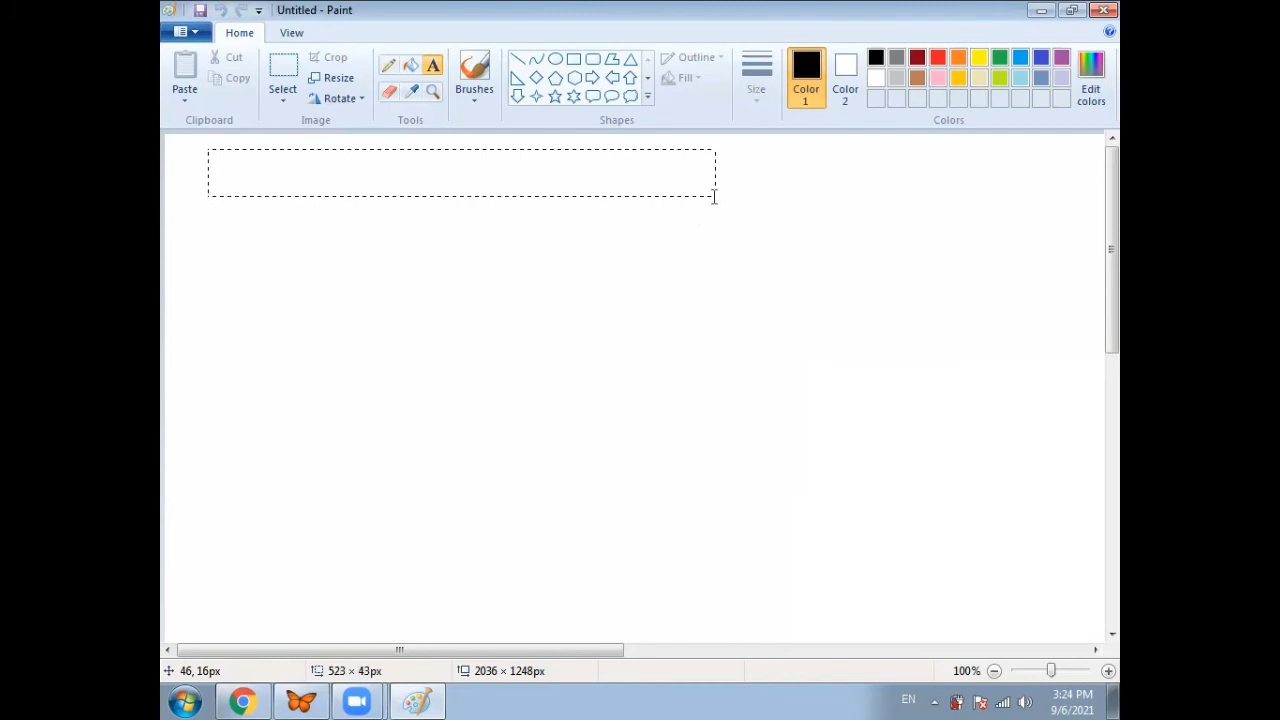 Untitled - Paint
Home
View
Paste
Cut
Copy
Clipboard
Select
Crop
Resize
Rotate
Image
A
Tools
Brushes
Outline
Fill
Shapes
Size
Color
1
Color
2
Edit
colors
Colors
46, 16px
523 × 43px
2036 × 1248px
100%
EN
3:24 PM
9/6/2021